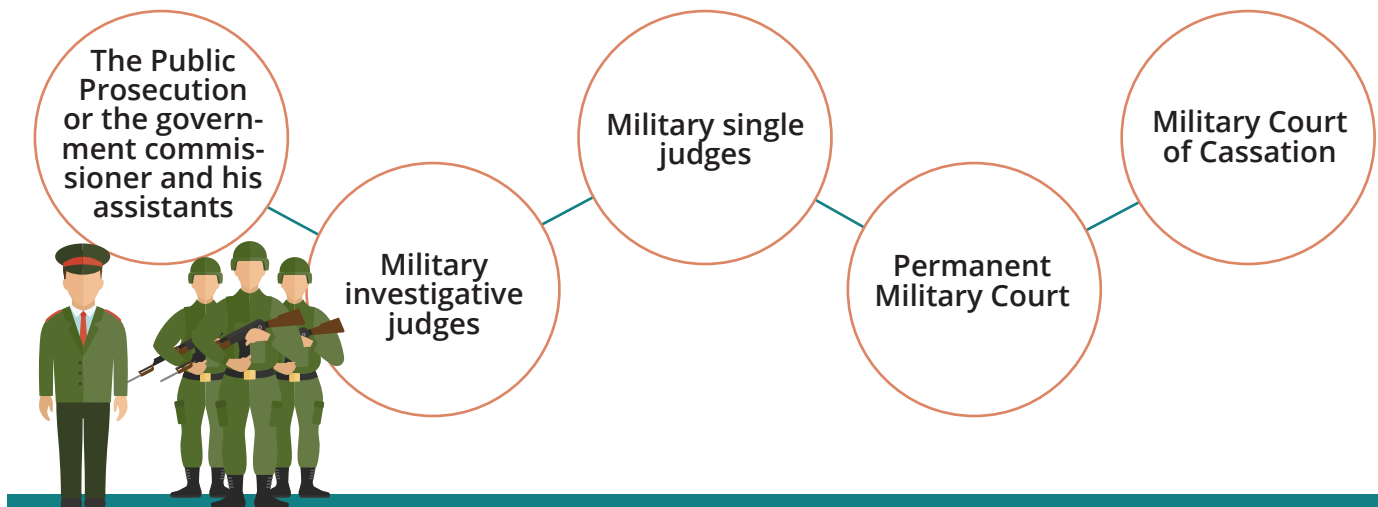 The Public
Prosecution
or the govern-
ment commis-
sioner and his
assistants
Military
investigative
judges
Military single
judges
Permanent
Military Court
Military Court
of Cassation